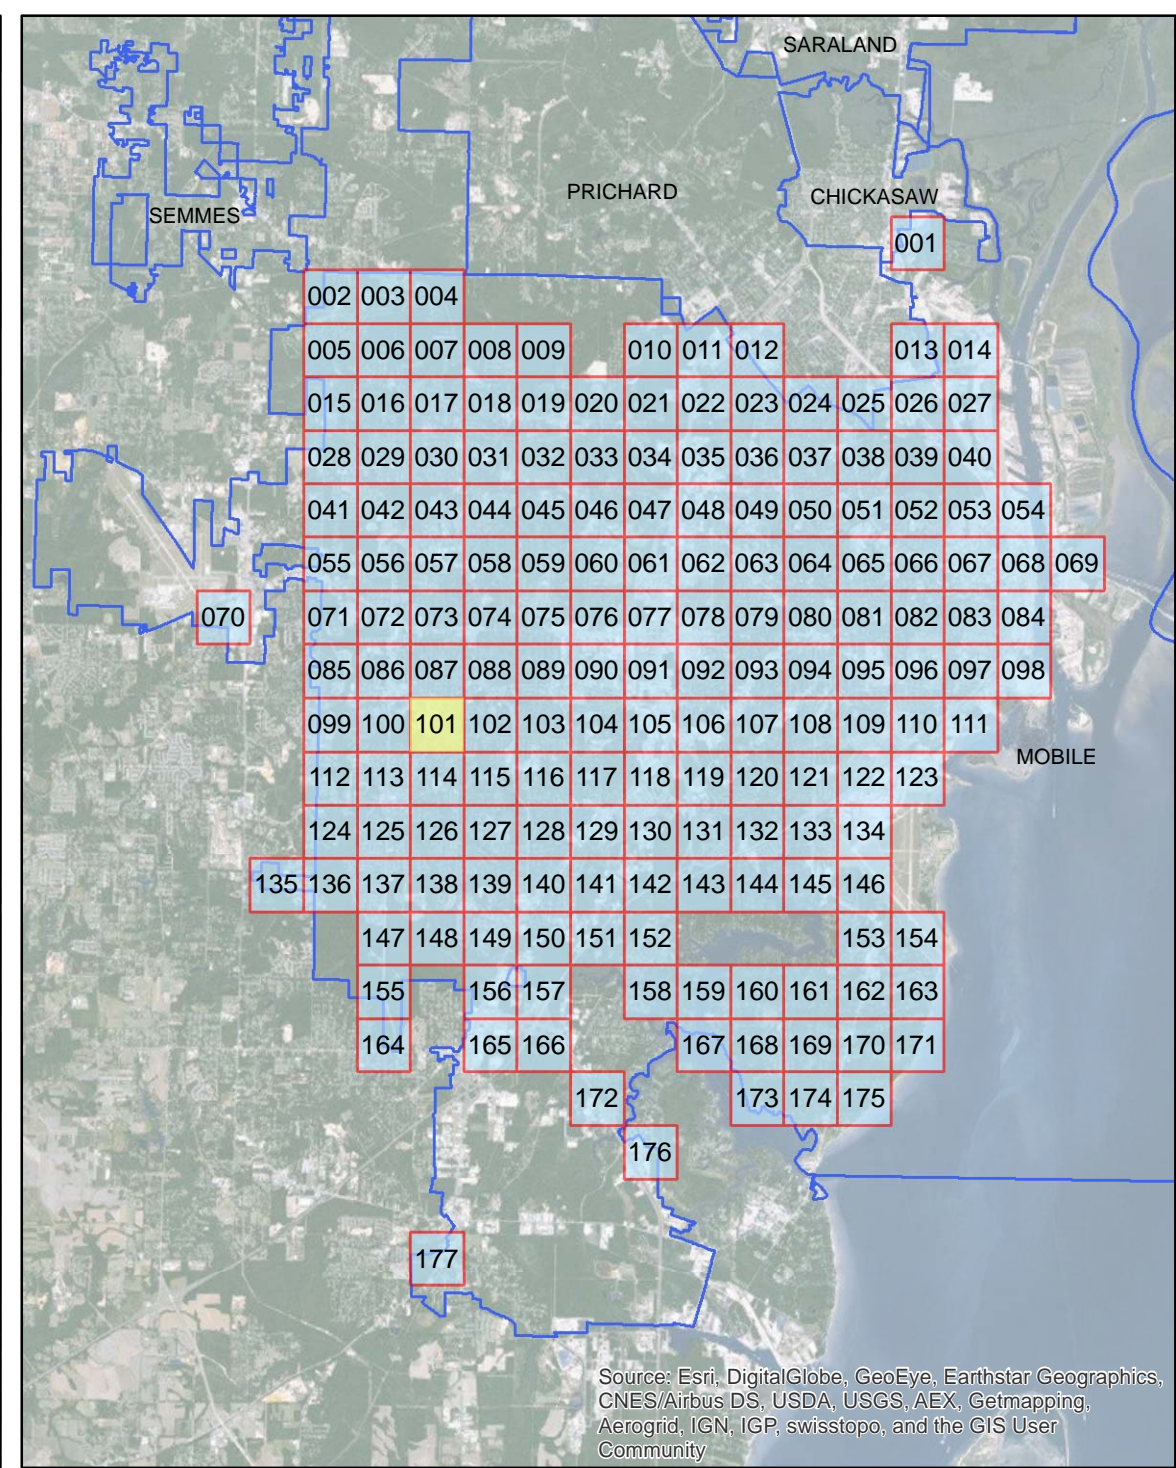 SARALAND
PRICHARD
CHICKASAW
SEMMES
001
002 003 004
005 006 007 008 009 010 011 012 013 014
015 016 017 018 019 020 021 022 023 024 025 026 027
028 029 030 031 032 033 034 035 036 037 038 039 040
041 042 043 044 045 046 047 048 049 050 051 052 053 054
055 056 057 058 059 060 061 062 063 064 065 066 067 068 069
070 071 072 073 074 075 076 077 078 079 080 081 082 083 084
085 086 087 088 089 090 091 092 093 094 095 096 097 098
099 100 101 102 103 104 105 106 107 108 109 110 111
MOBILE
112 113 114 115 116 117 118 119 120 121 122 123
124 125 126 127 128 129 130 131 132 133 134
135 136 137 138 139 140 141 142 143 144 145 146
147 148 149 150 151 152 153 154
155 156 157 158 159 160 161 162 163
164 165 166 167 168 169 170 171
172 173 174 175
176
177
Source: Esri, DigitalGlobe, GeoEye, Earthstar Geographics,
CNES/Airbus DS, USDA, USGS, AEX, Getmapping,
Aerogrid, IGN, IGP, swisstopo, and the GIS User
Community